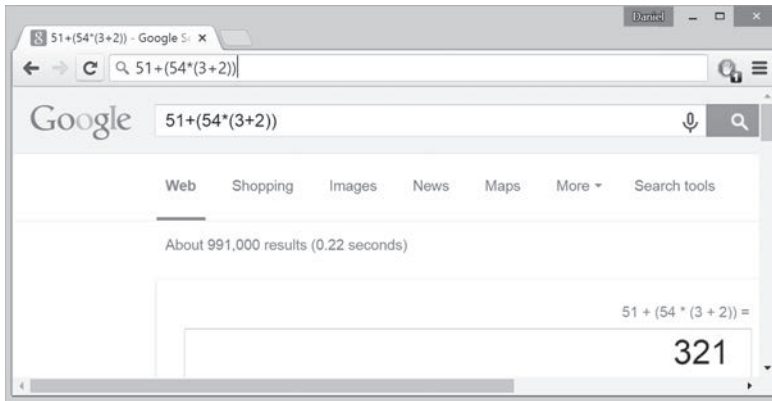 Daniel
51+(54*(3+2)) - Google Se
51+(54*(3+2))
Google 51+(54*(3+2))
Web Shopping Images News Maps More Search tools
About 991,000 results (0.22 seconds)
51 + (54 * (3 + 2)) =
321